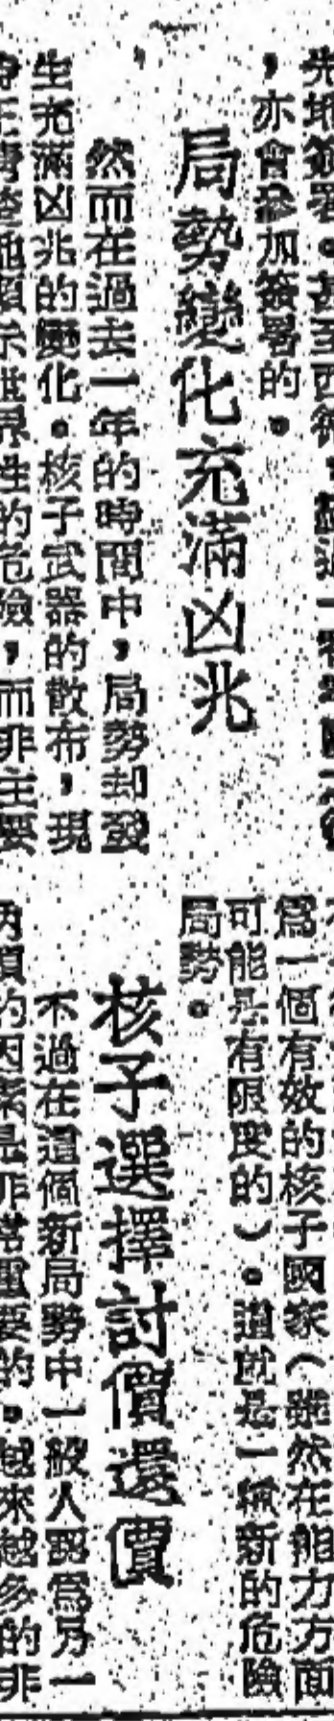 ，亦會參加簽署的。
局勢變化充滿凶兆
然而在過去一年的時間中，局勢却發
生充滿凶兆的變化。核子武器的散布，現
示世界性的危險，而非主要
爲一個有效的核子國家（雖然在能力方面
可能是有限度的）。這就是一種新的危險
局勢。
核子選擇討價還價
不過在這個新局勢中一般人認爲另一
的因素是非常重要的。越來越多的非